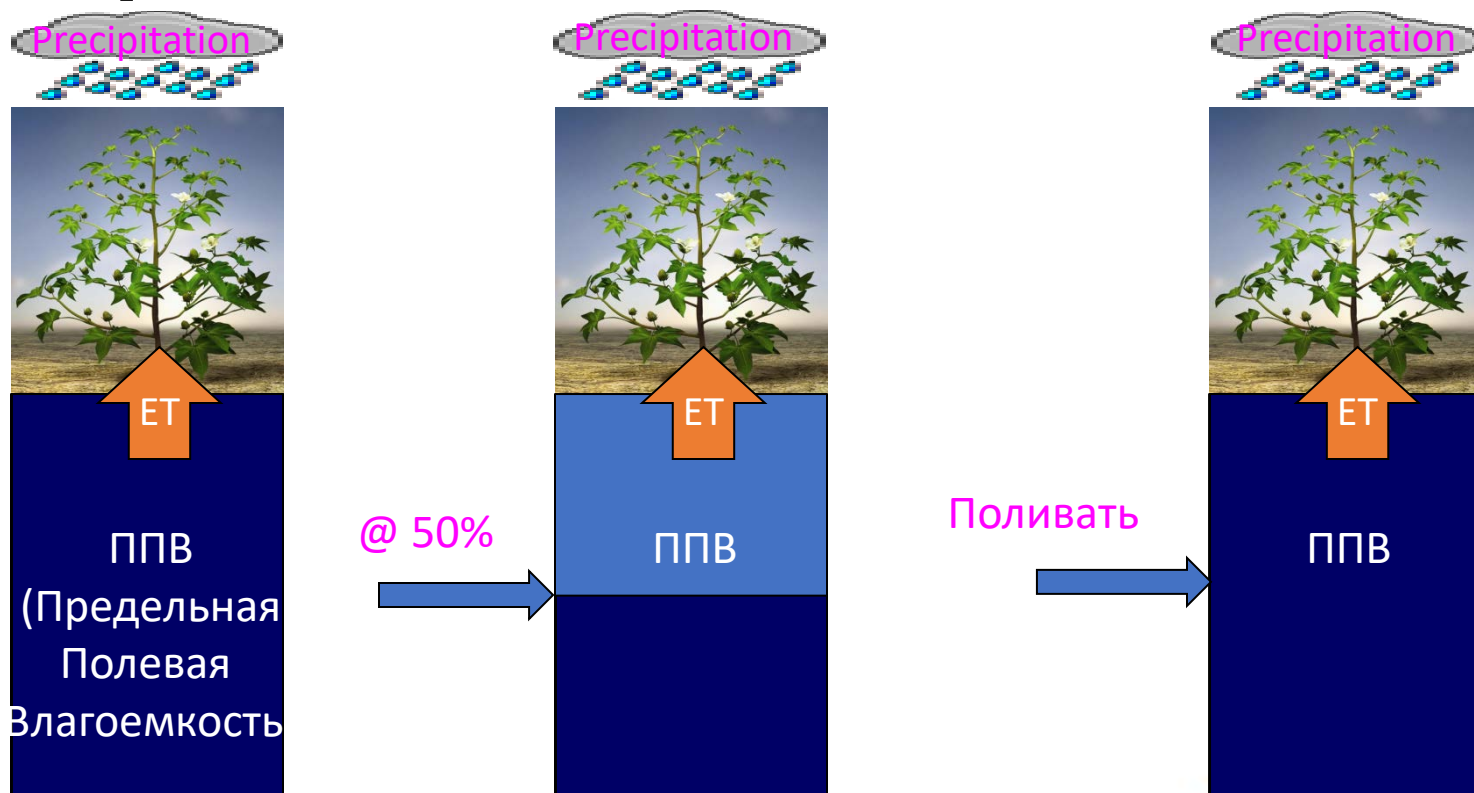 Precipitation
Precipitation
Precipitation
ET
ET
ET
ППВ
(Предельная
Полевая
Влагоемкость
@ 50%
ППВ
Поливать
ППВ